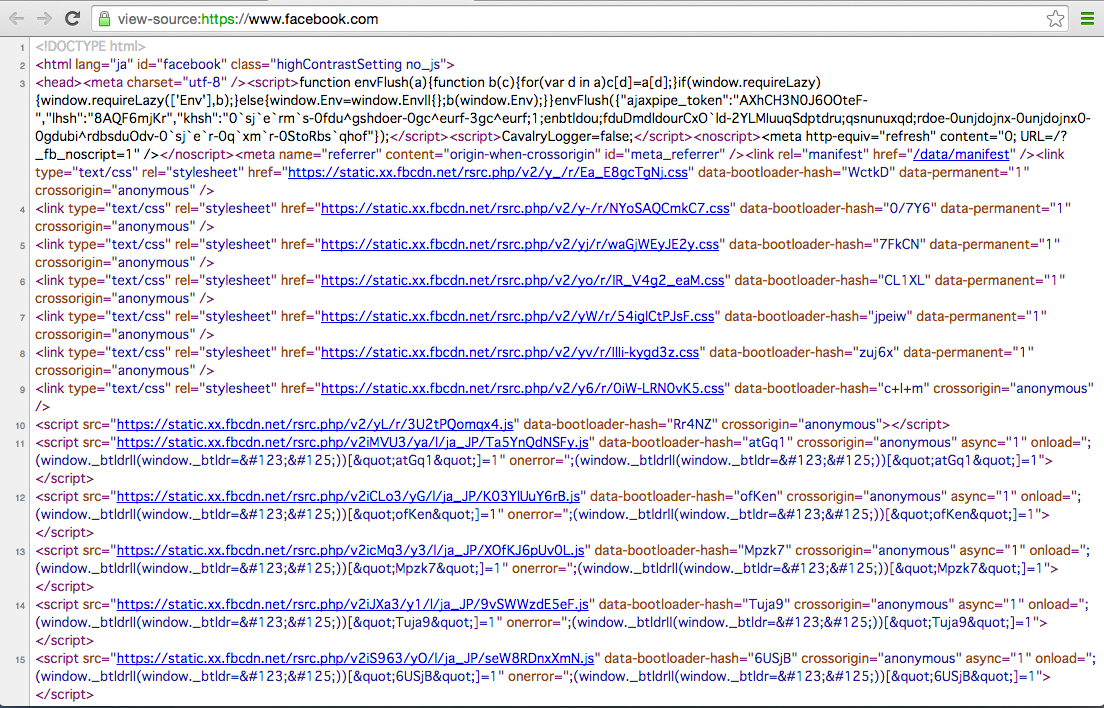 view-source:https://www.facebook.com
1 <!DOCTYPE html>
2 <html lang="ja" id="facebook" class="highContrastSetting no_js">
3 <head><meta charset="utf-8" /><script>function envFlush(a){function b(c){for(var d in a)c[d]=a[d];}if(window.requireLazy)
{window.requireLazy(['Env'],b);}else{window.Env=window.Env||{};b(window.Env);}}envFlush({"ajaxpipe_token":"AXhCH3N0J6OOteF-
","lhsh":"8AQF6mjKr","khsh":"0`sj`e`rm`s-0fdu^gshdoer-0gc^eurf-3gc^eurf;1;enbtldou;fduDmdldourCxO`ld-2YLMluuqSdptdru;qsnunuxqd;rdoe-0unjdojnx-0unjdojnx0-
0gdubi^rdbsduOdv-0`sj`e`r-0q`xm`r-0StoRbs`qhof"});</script><script>CavalryLogger=false;</script><noscript><meta http-equiv="refresh" content="0; URL=/?
_fb_noscript=1" /></noscript><meta name="referrer" content="origin-when-crossorigin" id="meta_referrer" /><link rel="manifest" href="/data/manifest" /><link
type="text/css" rel="stylesheet" href="https://static.xx.fbcdn.net/rsrc.php/v2/y_/r/Ea_E8gcTgNj.css" data-bootloader-hash="WctkD" data-permanent="1"
crossorigin="anonymous" />
4 <link type="text/css" rel="stylesheet" href="https://static.xx.fbcdn.net/rsrc.php/v2/y-/r/NYoSAQCmkC7.css" data-bootloader-hash="0/7Y6" data-permanent="1"
crossorigin="anonymous" />
5 <link type="text/css" rel="stylesheet" href="https://static.xx.fbcdn.net/rsrc.php/v2/yj/r/waGjWEyJE2y.css" data-bootloader-hash="7FkCN" data-permanent="1"
crossorigin="anonymous" />
6 <link type="text/css" rel="stylesheet" href="https://static.xx.fbcdn.net/rsrc.php/v2/yo/r/lR_V4g2_eaM.css" data-bootloader-hash="CL1XL" data-permanent="1"
crossorigin="anonymous" />
7 <link type="text/css" rel="stylesheet" href="https://static.xx.fbcdn.net/rsrc.php/v2/yW/r/54iglCtPJsF.css" data-bootloader-hash="jpeiw" data-permanent="1"
crossorigin="anonymous" />
8 <link type="text/css" rel="stylesheet" href="https://static.xx.fbcdn.net/rsrc.php/v2/yv/r/llli-kygd3z.css" data-bootloader-hash="zuj6x" data-permanent="1"
crossorigin="anonymous" />
9 <link type="text/css" rel="stylesheet" href="https://static.xx.fbcdn.net/rsrc.php/v2/y6/r/0iW-LRN0vK5.css" data-bootloader-hash="c+l+m" crossorigin="anonymous"
/>
10 <script src="https://static.xx.fbcdn.net/rsrc.php/v2/yL/r/3U2tPQomqx4.js" data-bootloader-hash="Rr4NZ" crossorigin="anonymous"></script>
11 <script src="https://static.xx.fbcdn.net/rsrc.php/v2iMVU3/ya/l/ja_JP/Ta5YnQdNSFy.js" data-bootloader-hash="atGq1" crossorigin="anonymous" async="1" onload=";
(window._btldr||(window._btldr=&#123;&#125;))[&quot;atGq1&quot;]=1" onerror=";(window._btldr||(window._btldr=&#123;&#125;))[&quot;atGq1&quot;]=1">
</script>
12 <script src="https://static.xx.fbcdn.net/rsrc.php/v2iCLo3/yG/l/ja_JP/K03YlUuY6rB.js" data-bootloader-hash="ofKen" crossorigin="anonymous" async="1" onload=";
(window._btldr||(window._btldr=&#123;&#125;))[&quot;ofKen&quot;]=1" onerror=";(window._btldr||(window._btldr=&#123;&#125;))[&quot;ofKen&quot;]=1">
</script>
13 <script src="https://static.xx.fbcdn.net/rsrc.php/v2icMq3/y3/l/ja_JP/XOfKJ6pUv0L.js" data-bootloader-hash="Mpzk7" crossorigin="anonymous" async="1" onload=";
(window._btldr||(window._btldr=&#123;&#125;))[&quot;Mpzk7&quot;]=1" onerror=";(window._btldr||(window._btldr=&#123;&#125;))[&quot;Mpzk7&quot;]=1">
</script>
14 <script src="https://static.xx.fbcdn.net/rsrc.php/v2iJXa3/y1/l/ja_JP/9vSWWzdE5eF.js" data-bootloader-hash="Tuja9" crossorigin="anonymous" async="1" onload=";
(window._btldr||(window._btldr=&#123;&#125;))[&quot;Tuja9&quot;]=1" onerror=";(window._btldr||(window._btldr=&#123;&#125;))[&quot;Tuja9&quot;]=1">
</script>
15 <script src="https://static.xx.fbcdn.net/rsrc.php/v2iS963/yO/l/ja_JP/seW8RDnxXmN.js" data-bootloader-hash="6USjB" crossorigin="anonymous" async="1" onload=";
(window._btldr||(window._btldr=&#123;&#125;))[&quot;6USjB&quot;]=1" onerror=";(window._btldr||(window._btldr=&#123;&#125;))[&quot;6USjB&quot;]=1">
</script>